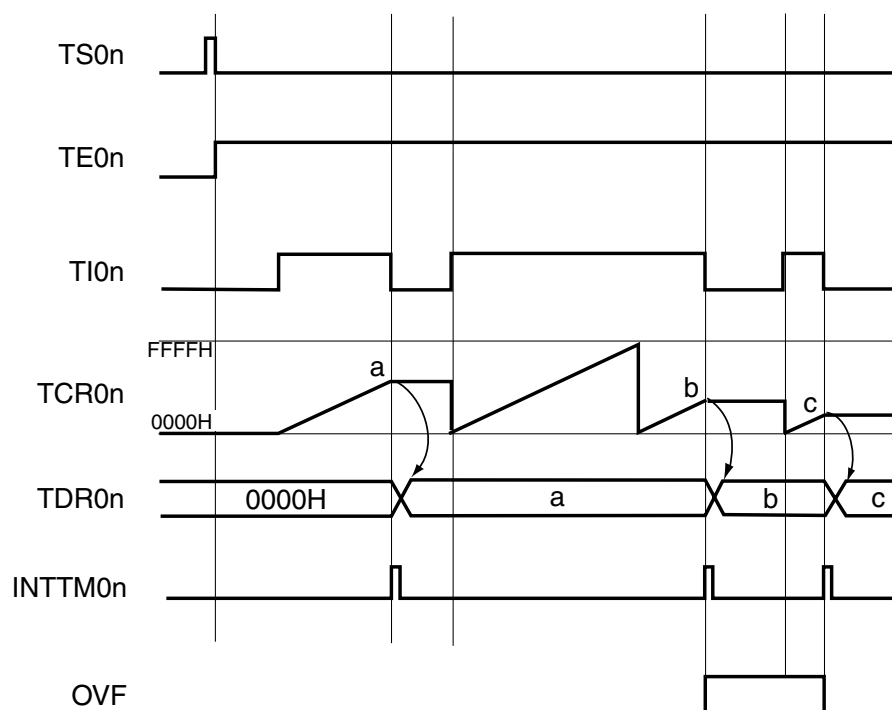 TS0n
TE0n
TI0n
FFFFH
a
TCR0n
b
c
0000H
TDR0n
0000H
a
b
c
INTTM0n
OVF